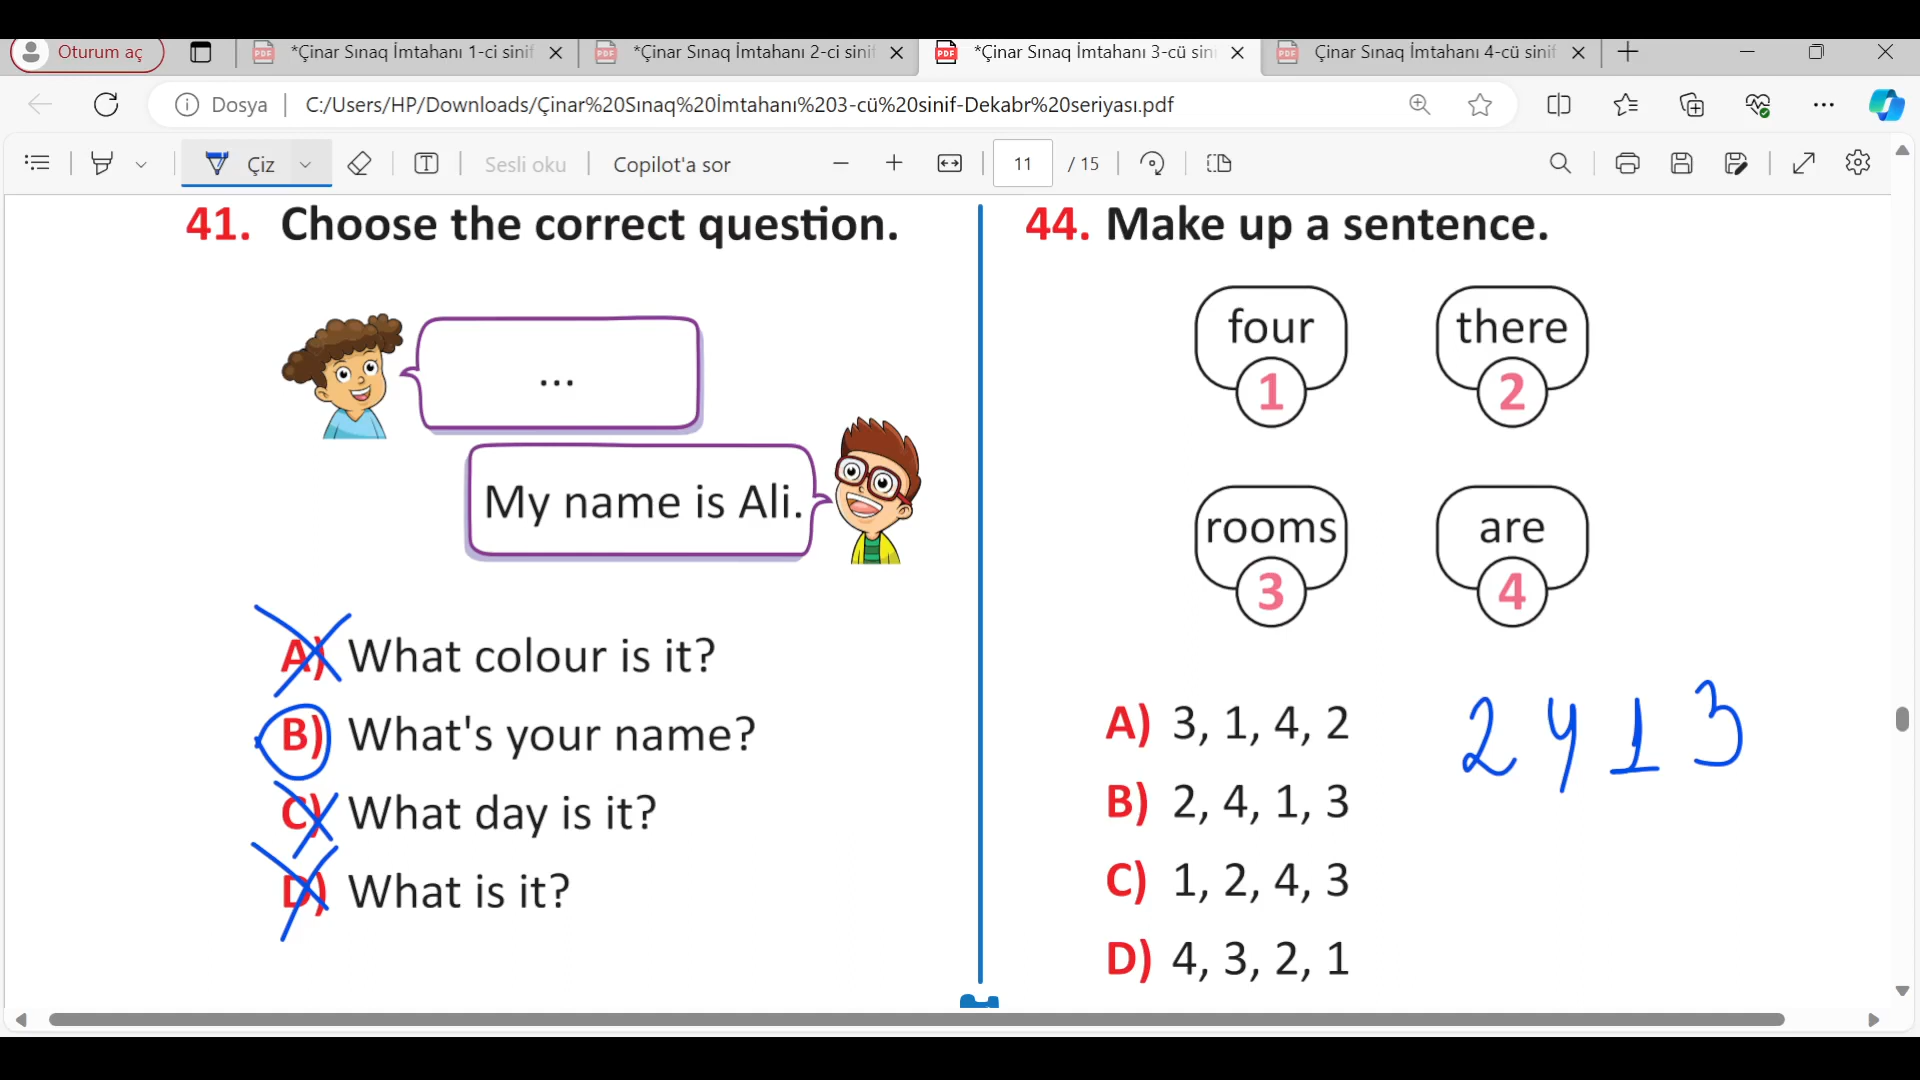 Oturum aç
*Çinar Sınaq İmtahanı 1-ci sinif
*Çinar Sınaq İmtahanı 2-ci sinif
*Çinar Sınaq İmtahanı 3-cü sini
Çinar Sınaq İmtahanı 4-cü sinif
Dosya
C:/Users/HP/Downloads/Çinar%20Sınaq%20İmtahanı%203-cü%20sinif-Dekabr%20seriyası.pdf
Çiz
Sesli oku
Copilot'a sor
11 / 15
41. Choose the correct question.
...
My name is Ali.
A) What colour is it?
B) What's your name?
C) What day is it?
D) What is it?
44. Make up a sentence.
four
1
there
2
rooms
3
are
4
A) 3, 1, 4, 2
B) 2, 4, 1, 3
C) 1, 2, 4, 3
D) 4, 3, 2, 1
2 4 1 3